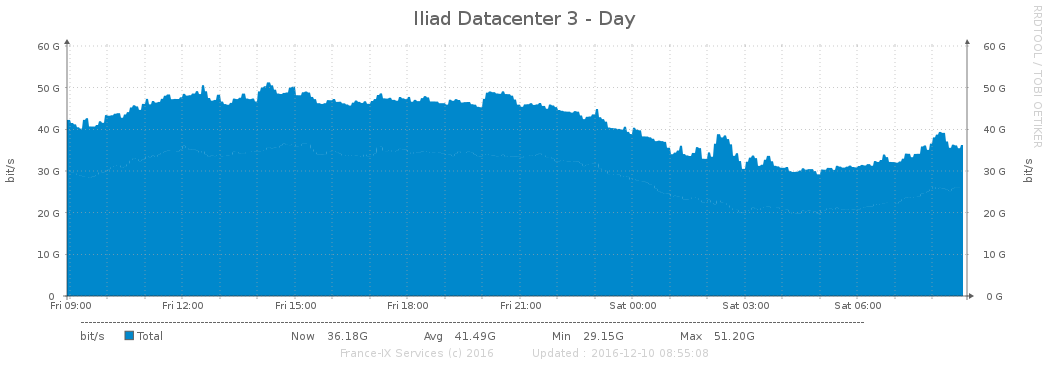 Iliad Datacenter 3 - Day
RRDTOOL / TOBI OETIKER
60 G 60 G
50 G 50 G
40 G 40 G
30 G 30 G
20 G 20 G
10 G 10 G
0 0 G
bit/s bit/s
Fri 09:00 Fri 12:00 Fri 15:00 Fri 18:00 Fri 21:00 Sat 00:00 Sat 03:00 Sat 06:00
bit/s Total Now 36.18G Avg 41.49G Min 29.15G Max 51.20G
France-IX Services (c) 2016 Updated : 2016-12-10 08:55:08